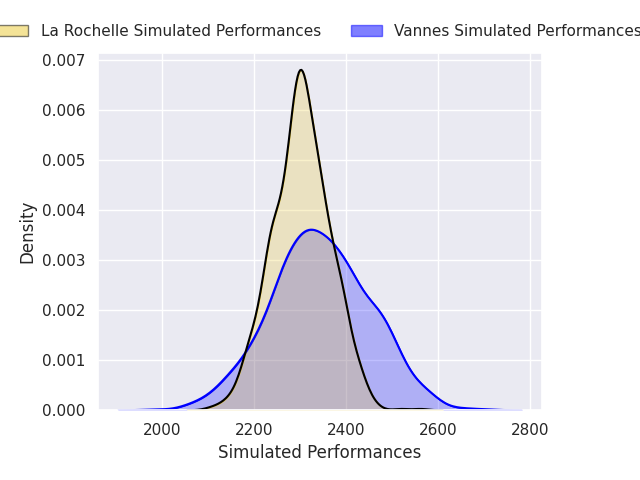 La Rochelle Simulated Performances
Vannes Simulated Performances
0.007
0.006
0.005
0.004
0.003
0.002
0.001
0.000
Density
2000 2200 2400 2600 2800
Simulated Performances